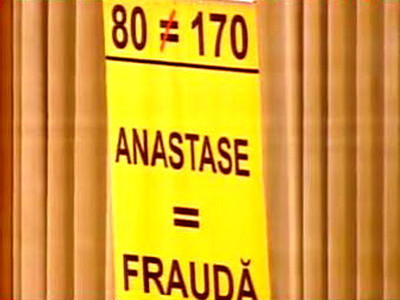 80 ≠ 170
ANASTASE
=
FRAUDĂ